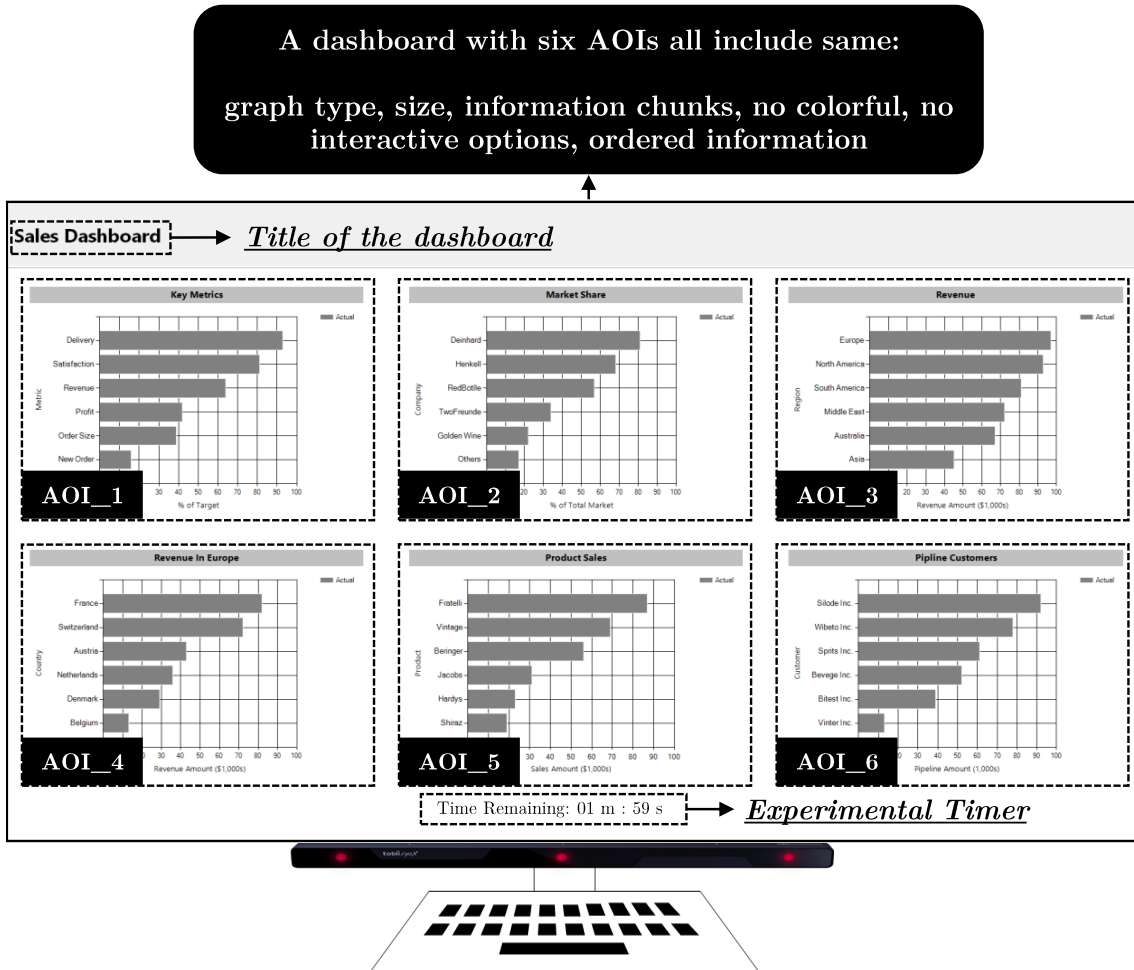 A dashboard with six AOIs all include same:
graph type, size, information chunks, no colorful, no
interactive options, ordered information
Sales Dashboard
Title of the dashboard
Key Metrics
Actual
Metric
Delivery
Satisfaction
Revenue
Profit
Order Size
New Order
30 40 50 60 70 80 90 100
% of Target
AOI_1
Market Share
Actual
Company
Deinhard
Henkell
RedBotlle
TwoFreunde
Golden Wine
Others
20 30 40 50 60 70 80 90 100
% of Total Market
AOI_2
Revenue
Actual
Region
Europe
North America
South America
Middle East
Australia
Asia
20 30 40 50 60 70 80 90 100
Revenue Amount ($1,000s)
AOI_3
Revenue In Europe
Actual
Country
France
Switzerland
Austria
Netherlands
Denmark
Belgium
30 40 50 60 70 80 90 100
Revenue Amount ($1,000s)
AOI_4
Product Sales
Actual
Product
Fratelli
Vintage
Beringer
Jacobs
Hardys
Shiraz
30 40 50 60 70 80 90 100
Sales Amount ($1,000s)
AOI_5
Pipline Customers
Actual
Customer
Silode Inc.
Wibeto Inc.
Sprits Inc.
Bevege Inc.
Bitest Inc.
Vinter Inc.
30 40 50 60 70 80 90 100
Pipeline Amount (1,000s)
AOI_6
Time Remaining: 01 m : 59 s
Experimental Timer
tobii eyeX